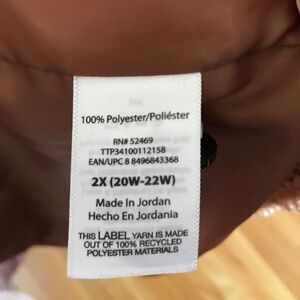 100% Polyester/Poliéster
RN# 52469
TTP34100112158
EAN/UPC 8 8496843368
2X (20W-22W)
Made In Jordan
Hecho En Jordania
THIS LABEL YARN IS MADE
OUT OF 100% RECYCLED
POLYESTER MATERIALS